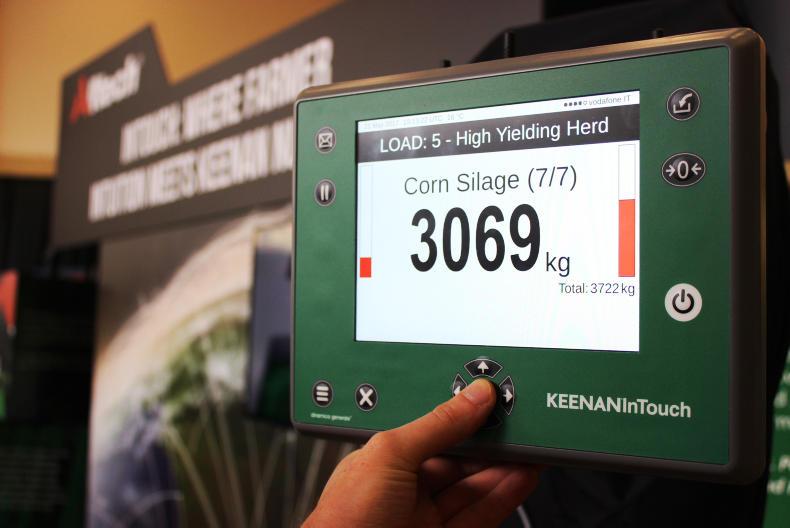 Alltech
INTOUCH: WHERE FARMER
INTUITION MEETS KEENAN
vodafone IT
LOAD: 5 - High Yielding Herd
Corn Silage (7/7)
3069 kg
Total: 3722 kg
>0<
dinamica generale
KEENANInTouch